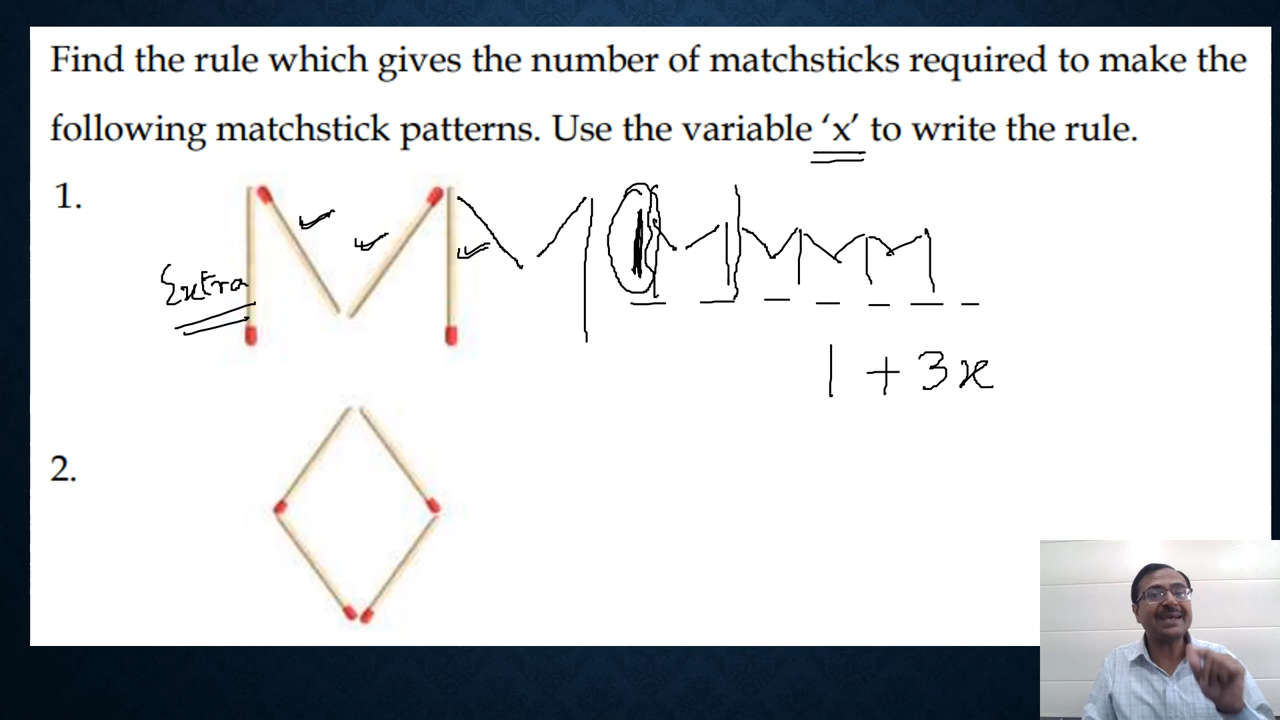 Find the rule which gives the number of matchsticks required to make the
following matchstick patterns. Use the variable ‘x’ to write the rule.
1.
Extra
1 + 3x
2.